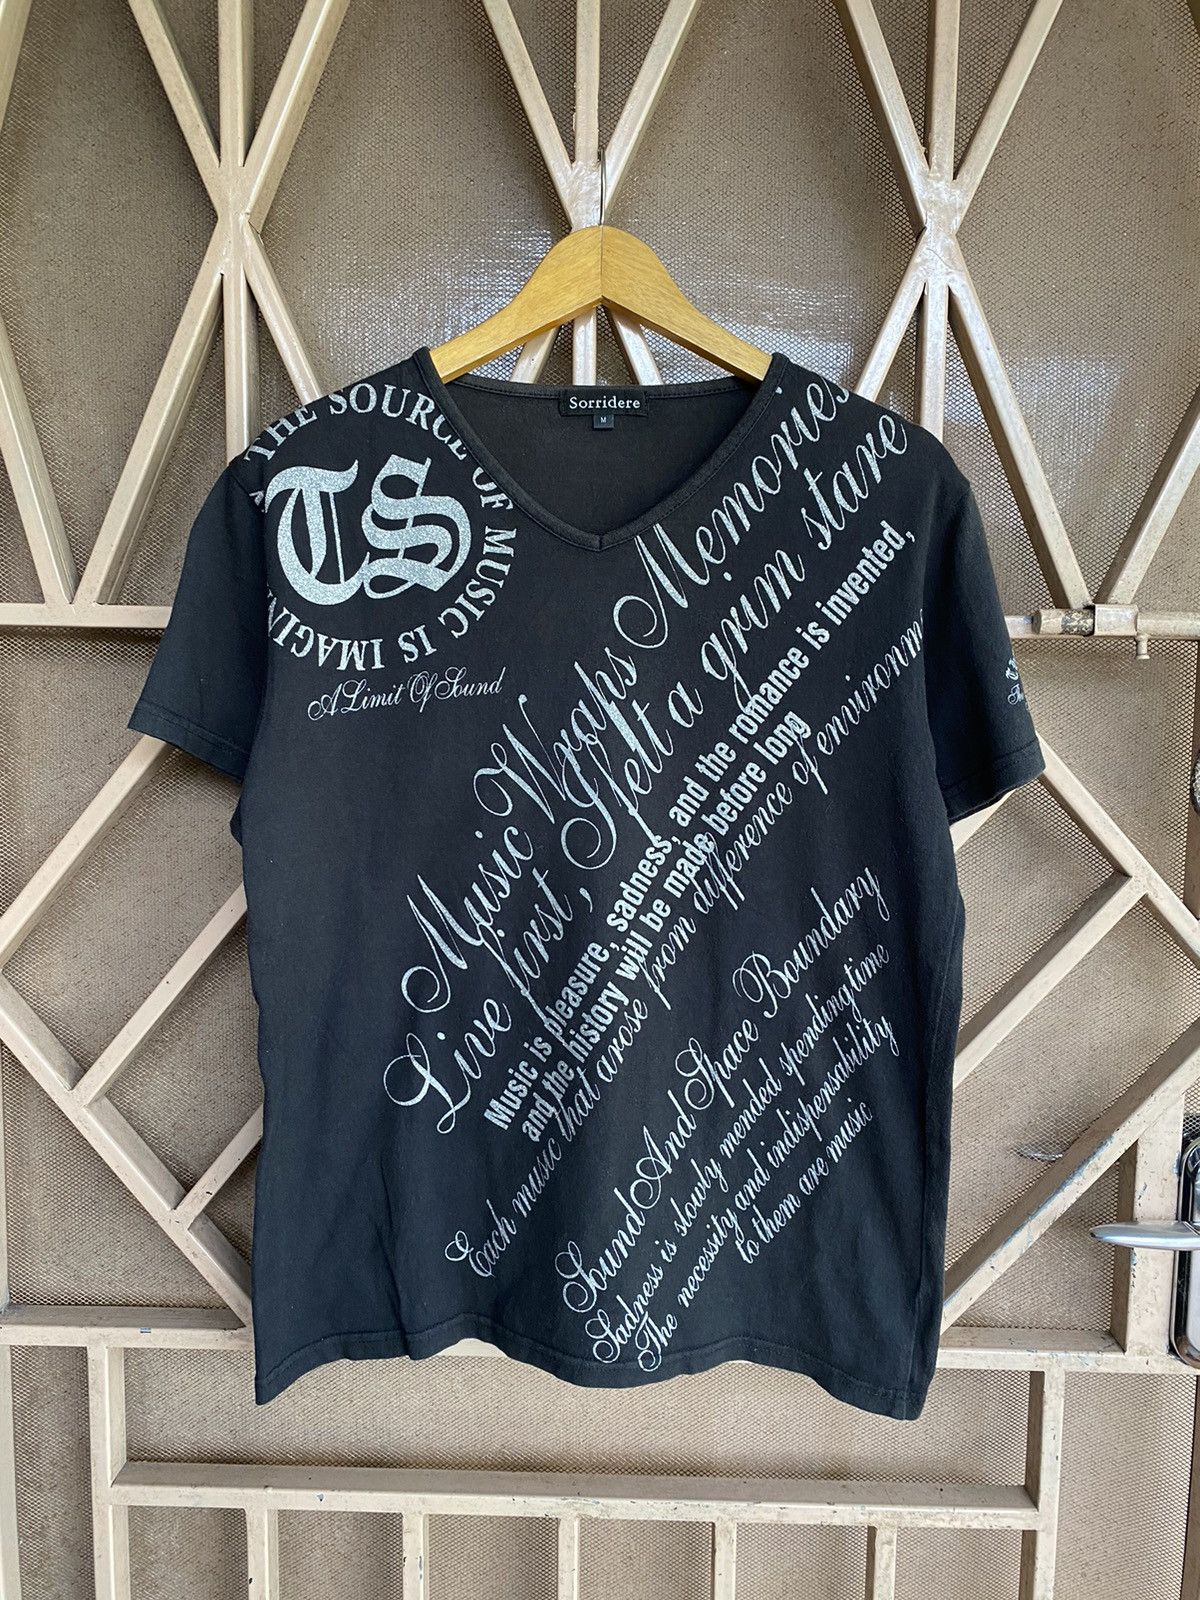 Sorridere
M
THE SOURCE OF MUSIC IS IMAGIN
TS
A Limit Of Sound
Music Wraps Memories
Live first, I felt a grim stare
Music is pleasure, sadness, and the romance is invented,
and the history will be made before long
Each music that arose from difference of environm
Sound And Space Boundary
Sadness is slowly mended spendingtime
The necessity and indispensability
to them are music